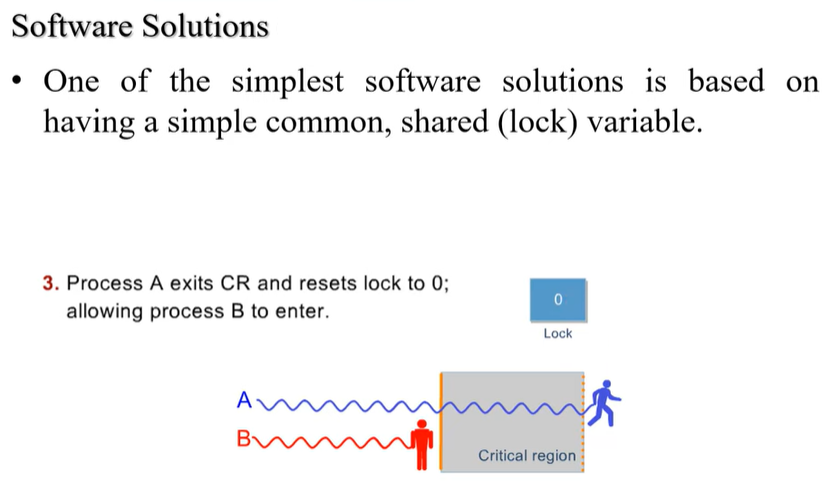 Software Solutions
• One of the simplest software solutions is based on
having a simple common, shared (lock) variable.
3. Process A exits CR and resets lock to 0;
allowing process B to enter.
0
Lock
A
B
Critical region